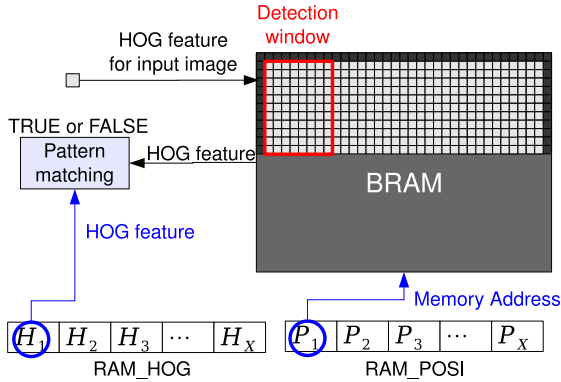 Detection
window
HOG feature
for input image
TRUE or FALSE
Pattern
matching
HOG feature
BRAM
HOG feature
Memory Address
H1 H2 H3 ... HX
P1 P2 P3 ... PX
RAM_HOG
RAM_POSI